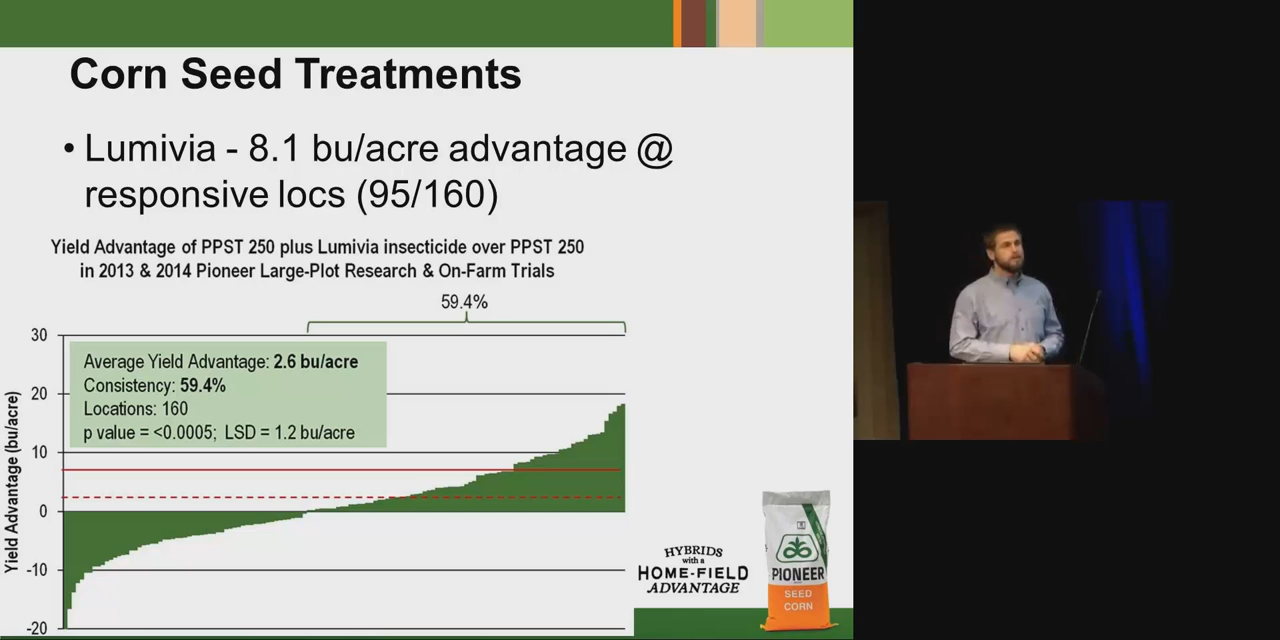 Corn Seed Treatments
• Lumivia - 8.1 bu/acre advantage @
responsive locs (95/160)
Yield Advantage of PPST 250 plus Lumivia insecticide over PPST 250
in 2013 & 2014 Pioneer Large-Plot Research & On-Farm Trials
59.4%
30
20
10
0
-10
-20
Yield Advantage (bu/acre)
Average Yield Advantage: 2.6 bu/acre
Consistency: 59.4%
Locations: 160
p value = <0.0005; LSD = 1.2 bu/acre
HYBRIDS
with a
HOME-FIELD
ADVANTAGE
PIONEER
SEED
CORN